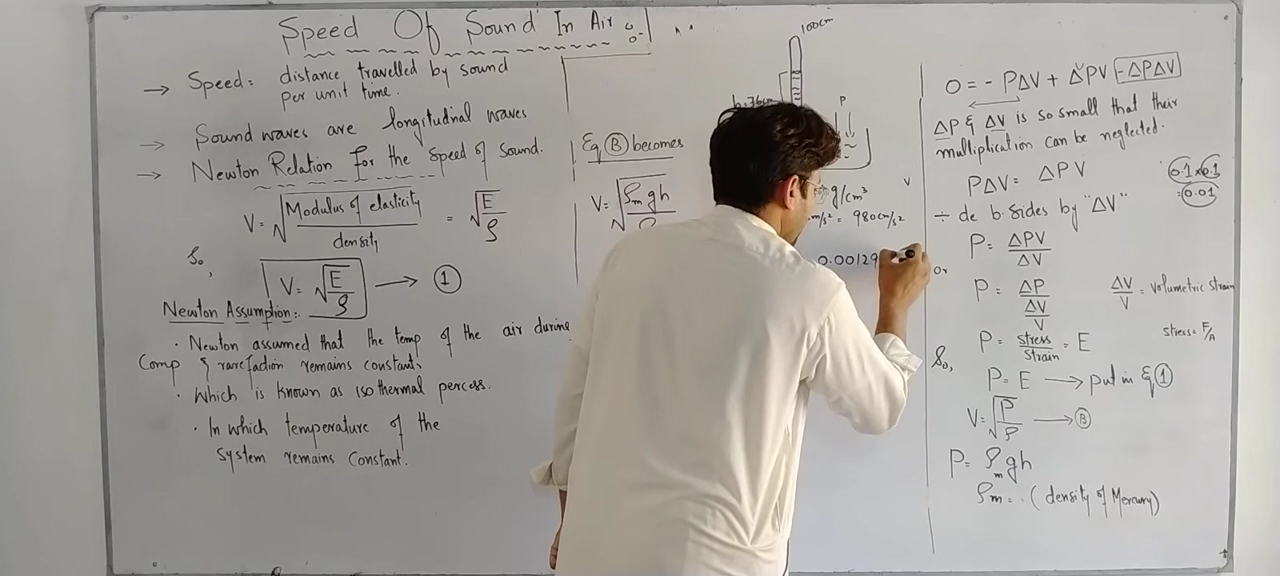 Speed Of Sound In Air :-
→ Speed = distance travelled by sound
per unit time.
→ Sound waves are longitudnal waves
→ Newton Relation for the speed of sound.
V = √(Modulus of elasticity / density) = √(E/ρ)
So,
V = √(E/ρ) → ①
Newton Assumption:-
· Newton assumed that the temp of the air during
Comp & rarefaction remains constant.
· Which is known as isothermal percess.
· In which temperature of the
system remains Constant.
Eq Ⓑ becomes
V = √(ρm gh / ρ)
100cm
h=76cm
P
g/cm³
m/s² = 980cm/s²
0.00129
V
0 = - PΔV + ΔPV - ΔPΔV
ΔP & ΔV is so small that their
multiplication can be neglected.
PΔV = ΔPV
0.1 x 0.1
= 0.01
÷ de b. sides by "ΔV"
P = ΔPV / ΔV
Or
P = ΔP / (ΔV / V)
ΔV / V = volumetric strain
P = stress / strain = E
stress = F/A
So,
P = E → put in Eq ①
V = √(P/ρ) → Ⓑ
P = ρm gh
ρm = . (density of Mercury)